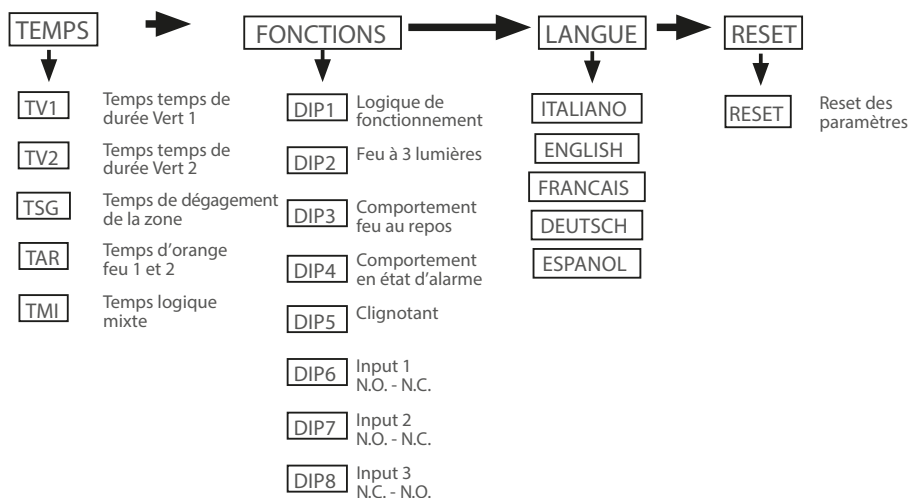 TEMPS
FONCTIONS
LANGUE
RESET
TV1
Temps temps de
durée Vert 1
TV2
Temps temps de
durée Vert 2
TSG
Temps de dégagement
de la zone
TAR
Temps d’orange
feu 1 et 2
TMI
Temps logique
mixte
DIP1
Logique de
fonctionnement
DIP2
Feu à 3 lumières
DIP3
Comportement
feu au repos
DIP4
Comportement
en état d’alarme
DIP5
Clignotant
DIP6
Input 1
N.O. - N.C.
DIP7
Input 2
N.O. - N.C.
DIP8
Input 3
N.C. - N.O.
ITALIANO
ENGLISH
FRANCAIS
DEUTSCH
ESPANOL
RESET
Reset des
paramètres